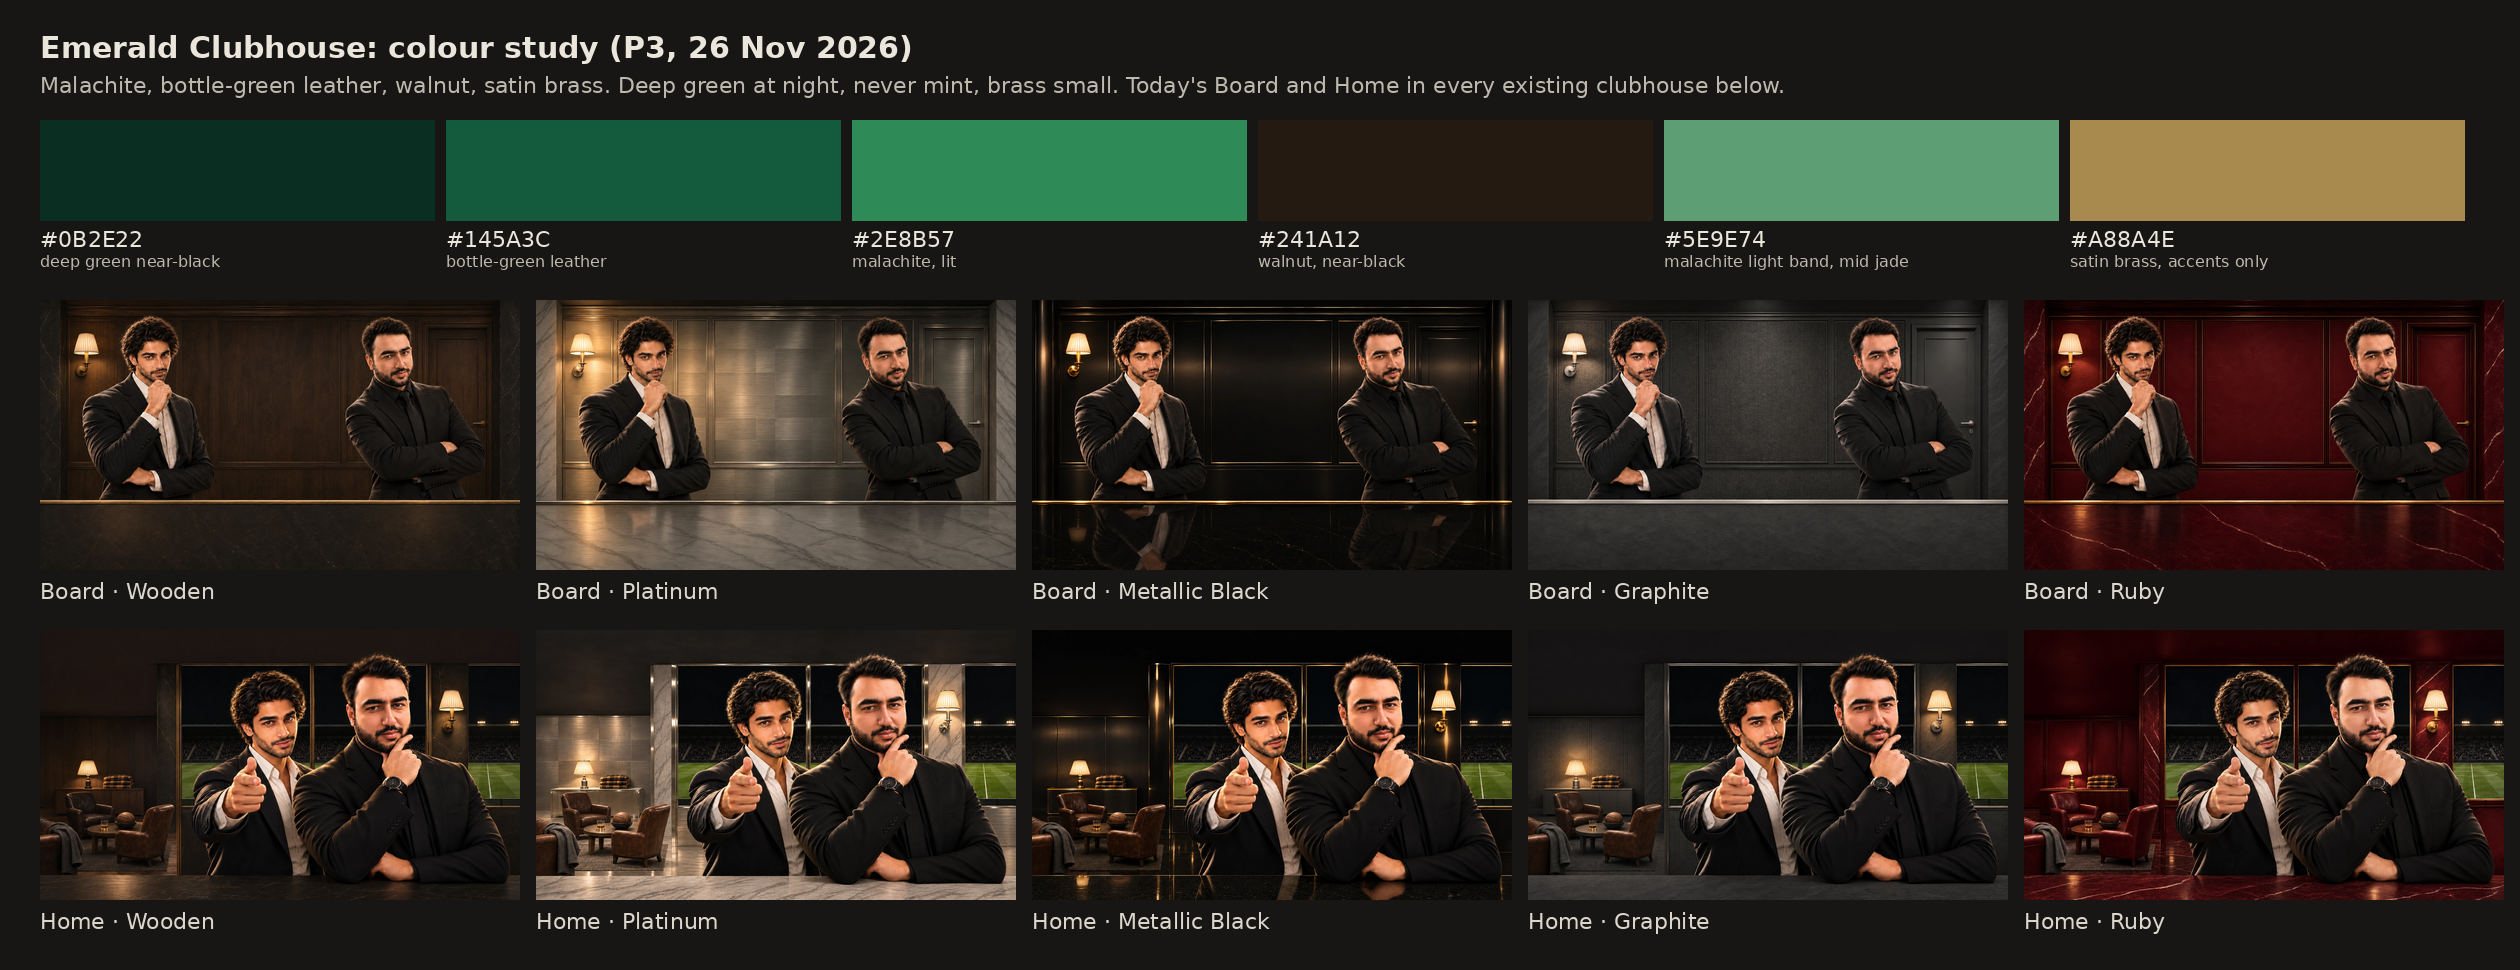 Emerald Clubhouse: colour study (P3, 26 Nov 2026)
Malachite, bottle-green leather, walnut, satin brass. Deep green at night, never mint, brass small. Today's Board and Home in every existing clubhouse below.
#0B2E22
deep green near-black
#145A3C
bottle-green leather
#2E8B57
malachite, lit
#241A12
walnut, near-black
#5E9E74
malachite light band, mid jade
#A88A4E
satin brass, accents only
Board · Wooden
Board · Platinum
Board · Metallic Black
Board · Graphite
Board · Ruby
Home · Wooden
Home · Platinum
Home · Metallic Black
Home · Graphite
Home · Ruby